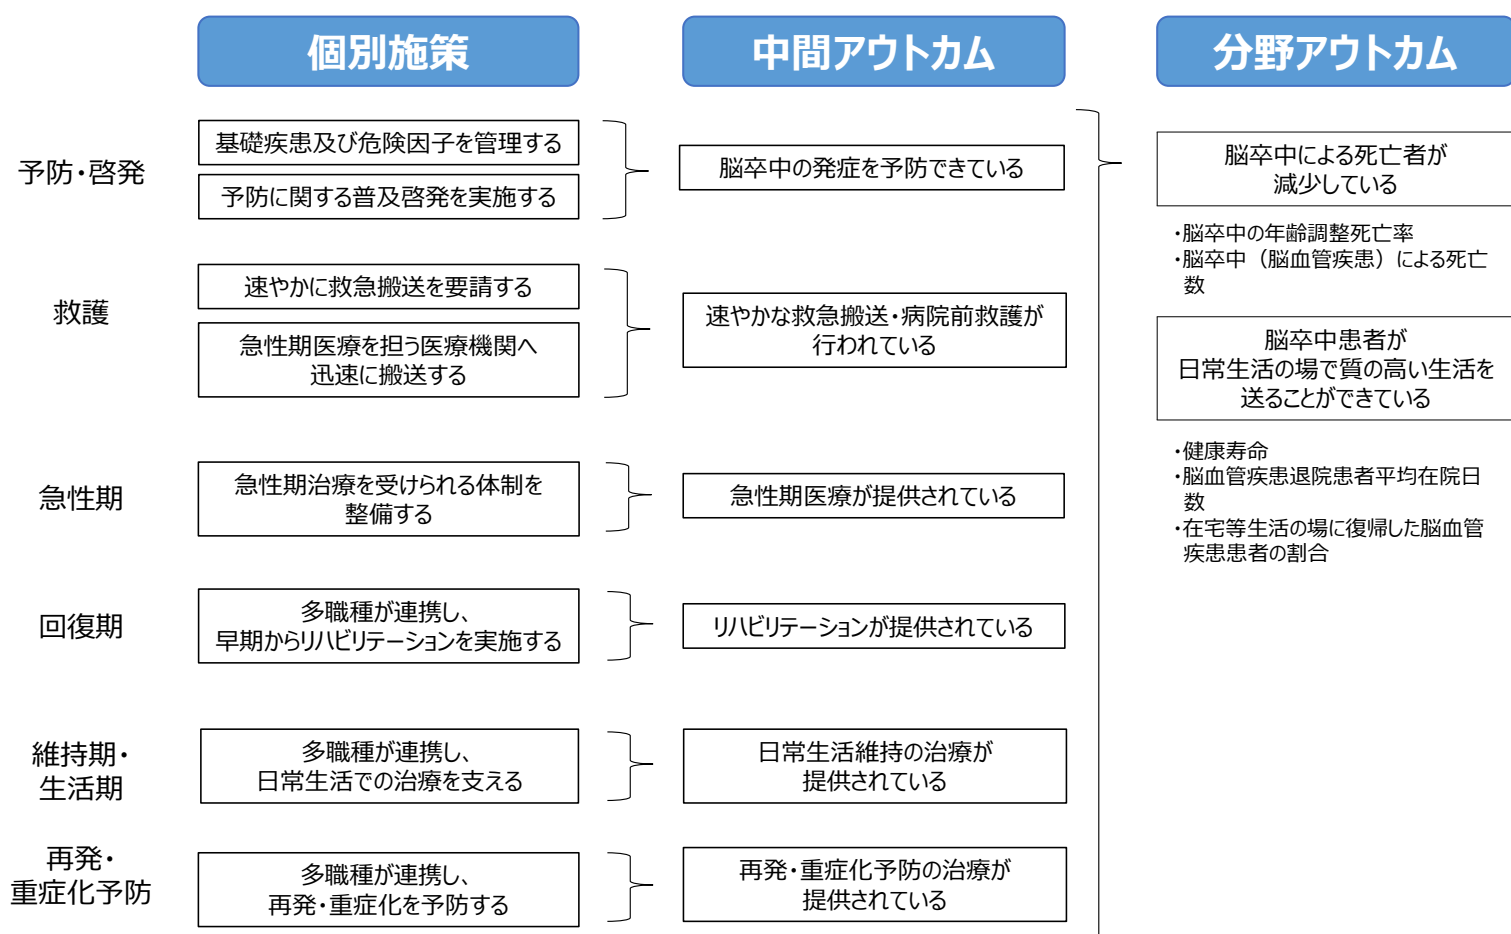 個別施策
中間アウトカム
分野アウトカム
予防・啓発
基礎疾患及び危険因子を管理する
予防に関する普及啓発を実施する
脳卒中の発症を予防できている
救護
速やかに救急搬送を要請する
急性期医療を担う医療機関へ
迅速に搬送する
速やかな救急搬送・病院前救護が
行われている
急性期
急性期治療を受けられる体制を
整備する
急性期医療が提供されている
回復期
多職種が連携し、
早期からリハビリテーションを実施する
リハビリテーションが提供されている
維持期・
生活期
多職種が連携し、
日常生活での治療を支える
日常生活維持の治療が
提供されている
再発・
重症化予防
多職種が連携し、
再発・重症化を予防する
再発・重症化予防の治療が
提供されている
脳卒中による死亡者が
減少している
・脳卒中の年齢調整死亡率
・脳卒中（脳血管疾患）による死亡
数
脳卒中患者が
日常生活の場で質の高い生活を
送ることができている
・健康寿命
・脳血管疾患退院患者平均在院日
数
・在宅等生活の場に復帰した脳血管
疾患患者の割合